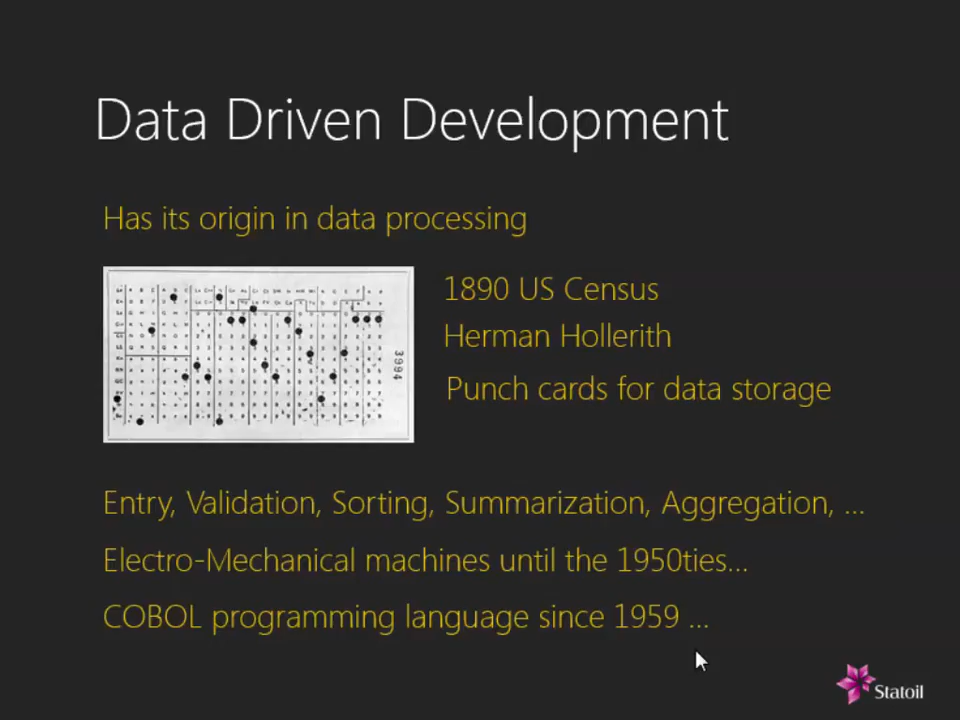 Data Driven Development
Has its origin in data processing
1890 US Census
Herman Hollerith
Punch cards for data storage
3994
Entry, Validation, Sorting, Summarization, Aggregation, ...
Electro-Mechanical machines until the 1950ties...
COBOL programming language since 1959 ...
Statoil